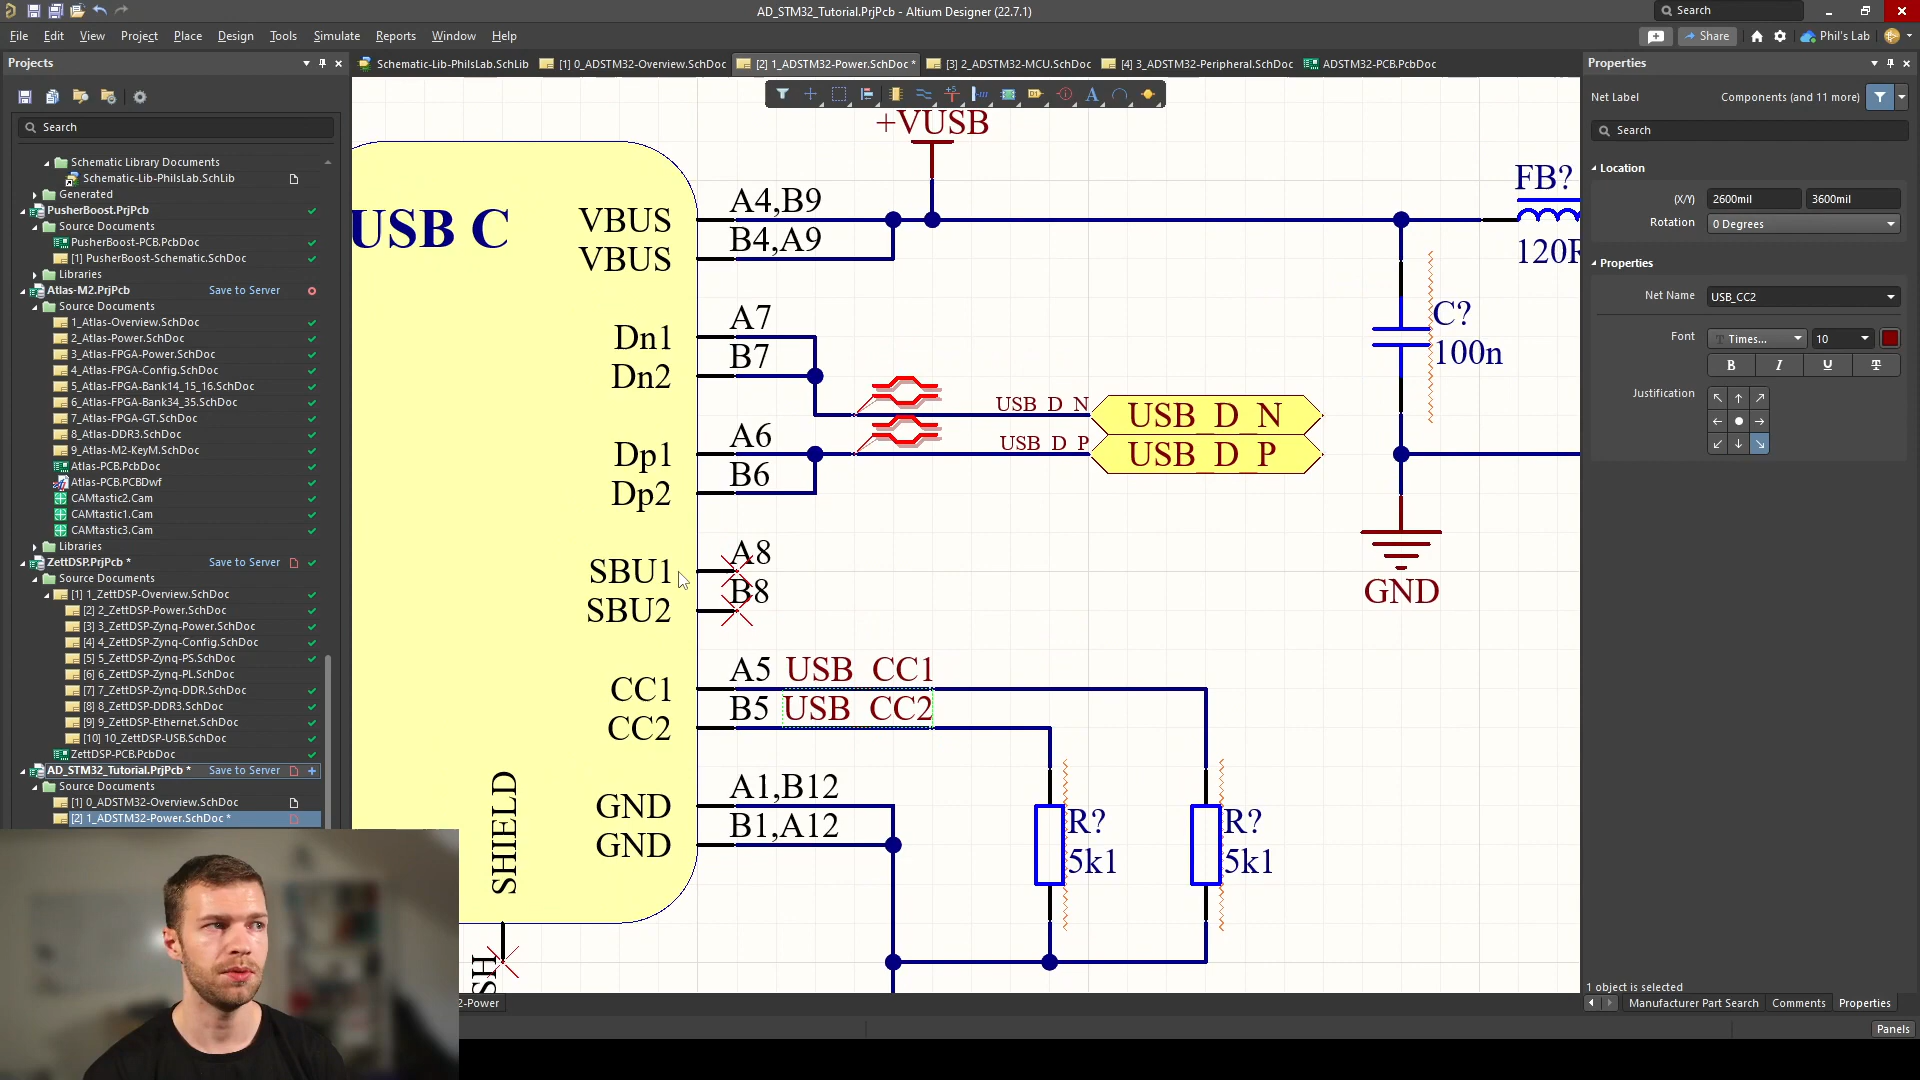 AD_STM32_Tutorial.PrjPcb - Altium Designer (22.7.1)
Search
File Edit View Project Place Design Tools Simulate Reports Window Help
Share
Phil's Lab
Projects
Schematic-Lib-PhilsLab.SchLib
[1] 0_ADSTM32-Overview.SchDoc
[2] 1_ADSTM32-Power.SchDoc *
[3] 2_ADSTM32-MCU.SchDoc
[4] 3_ADSTM32-Peripheral.SchDoc
ADSTM32-PCB.PcbDoc
Search
Schematic Library Documents
Schematic-Lib-PhilsLab.SchLib
Generated
PusherBoost.PrjPcb
Source Documents
PusherBoost-PCB.PcbDoc
[1] PusherBoost-Schematic.SchDoc
Libraries
Atlas-M2.PrjPcb Save to Server
Source Documents
1_Atlas-Overview.SchDoc
2_Atlas-Power.SchDoc
3_Atlas-FPGA-Power.SchDoc
4_Atlas-FPGA-Config.SchDoc
5_Atlas-FPGA-Bank14_15_16.SchDoc
6_Atlas-FPGA-Bank34_35.SchDoc
7_Atlas-FPGA-GT.SchDoc
8_Atlas-DDR3.SchDoc
9_Atlas-M2-KeyM.SchDoc
Atlas-PCB.PcbDoc
Atlas-PCB.PCBDwf
CAMtastic2.Cam
CAMtastic1.Cam
CAMtastic3.Cam
Libraries
ZettDSP.PrjPcb * Save to Server
Source Documents
[1] 1_ZettDSP-Overview.SchDoc
[2] 2_ZettDSP-Power.SchDoc
[3] 3_ZettDSP-Zynq-Power.SchDoc
[4] 4_ZettDSP-Zynq-Config.SchDoc
[5] 5_ZettDSP-Zynq-PS.SchDoc
[6] 6_ZettDSP-Zynq-PL.SchDoc
[7] 7_ZettDSP-Zynq-DDR.SchDoc
[8] 8_ZettDSP-DDR3.SchDoc
[9] 9_ZettDSP-Ethernet.SchDoc
[10] 10_ZettDSP-USB.SchDoc
ZettDSP-PCB.PcbDoc
AD_STM32_Tutorial.PrjPcb * Save to Server
Source Documents
[1] 0_ADSTM32-Overview.SchDoc
[2] 1_ADSTM32-Power.SchDoc *
+VUSB
USB C
VBUS A4,B9
VBUS B4,A9
Dn1 A7
Dn2 B7
USB_D_N USB_D_N
Dp1 A6
USB_D_P USB_D_P
Dp2 B6
SBU1 A8
SBU2 B8
CC1 A5 USB_CC1
CC2 B5 USB_CC2
GND A1,B12
GND B1,A12
SHIELD
SH
R?
5k1
R?
5k1
FB?
120R
C?
100n
GND
2-Power
Properties
Net Label Components (and 11 more)
Search
Location
(X/Y) 2600mil 3600mil
Rotation 0 Degrees
Properties
Net Name USB_CC2
Font Times... 10
B I U T
Justification
1 object is selected
Manufacturer Part Search Comments Properties
Panels